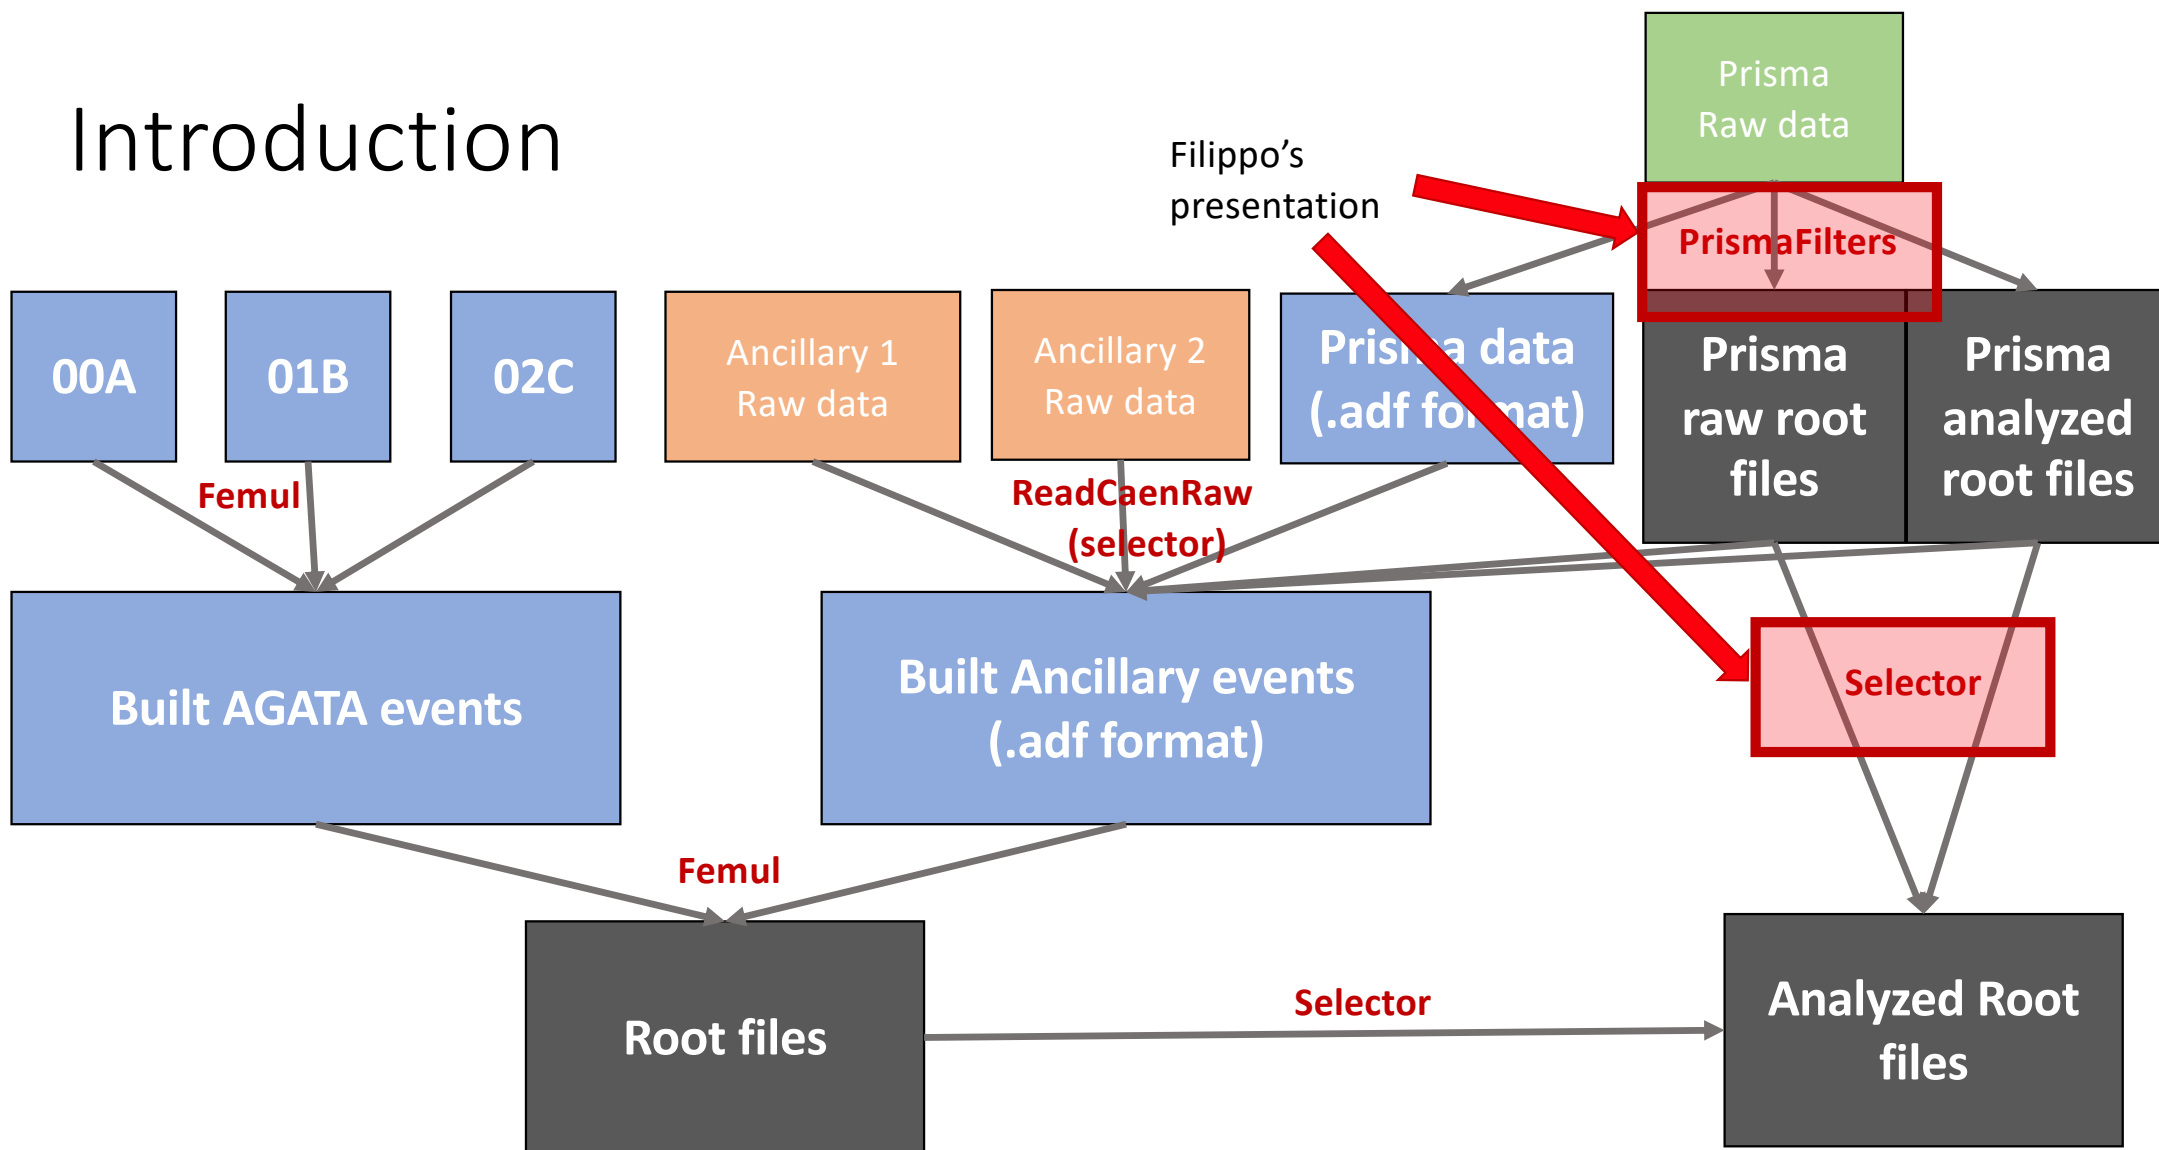 Introduction
Prisma
Raw data
Filippo's
presentation
PrismaFilters
00A
01B
02C
Ancillary 1
Raw data
Ancillary 2
Raw data
Prisma data
(.adf format)
Prisma
raw root
files
Prisma
analyzed
root files
Femul
ReadCaenRaw
(selector)
Built AGATA events
Built Ancillary events
(.adf format)
Selector
Femul
Root files
Selector
Analyzed Root
files